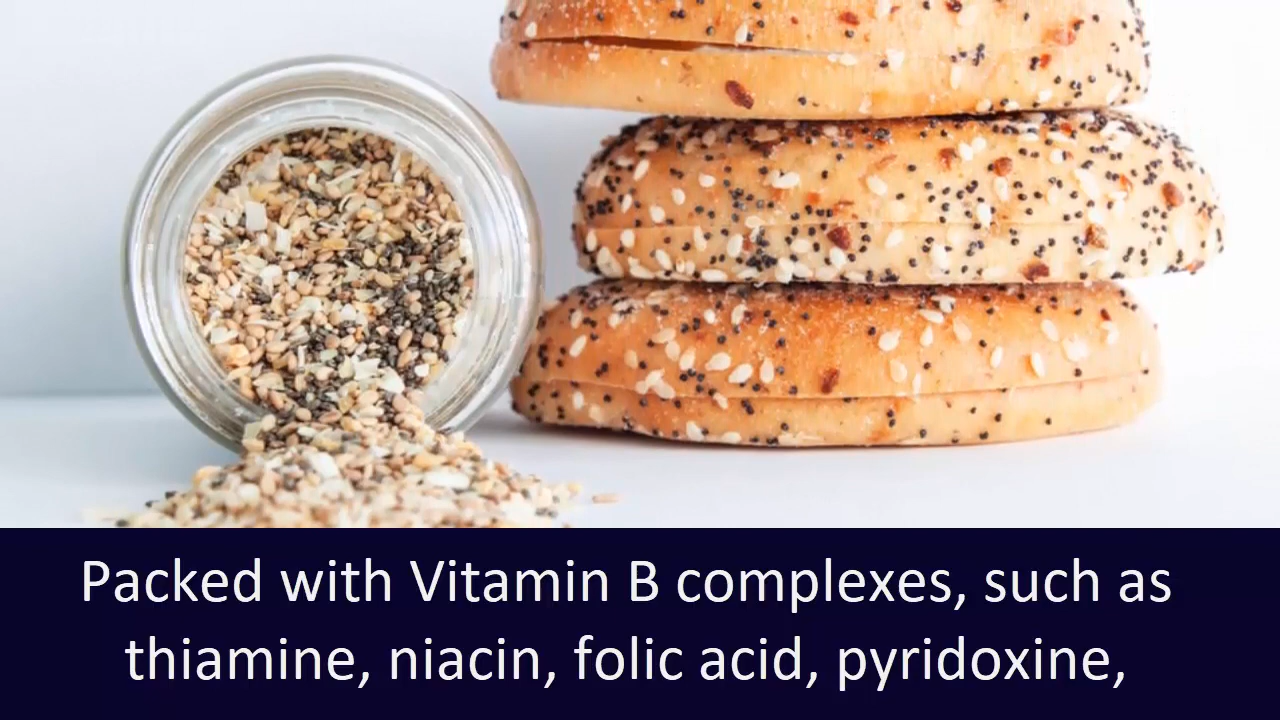 Packed with Vitamin B complexes, such as
thiamine, niacin, folic acid, pyridoxine,